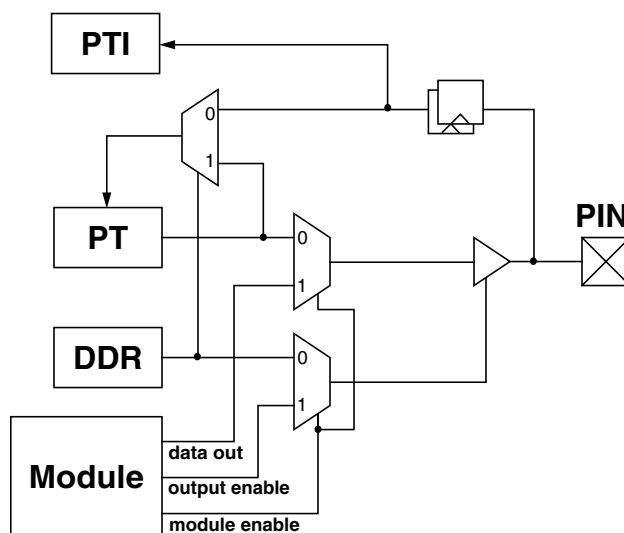 PTI
0
1
PT
PIN
0
1
DDR
0
1
Module
data out
output enable
module enable